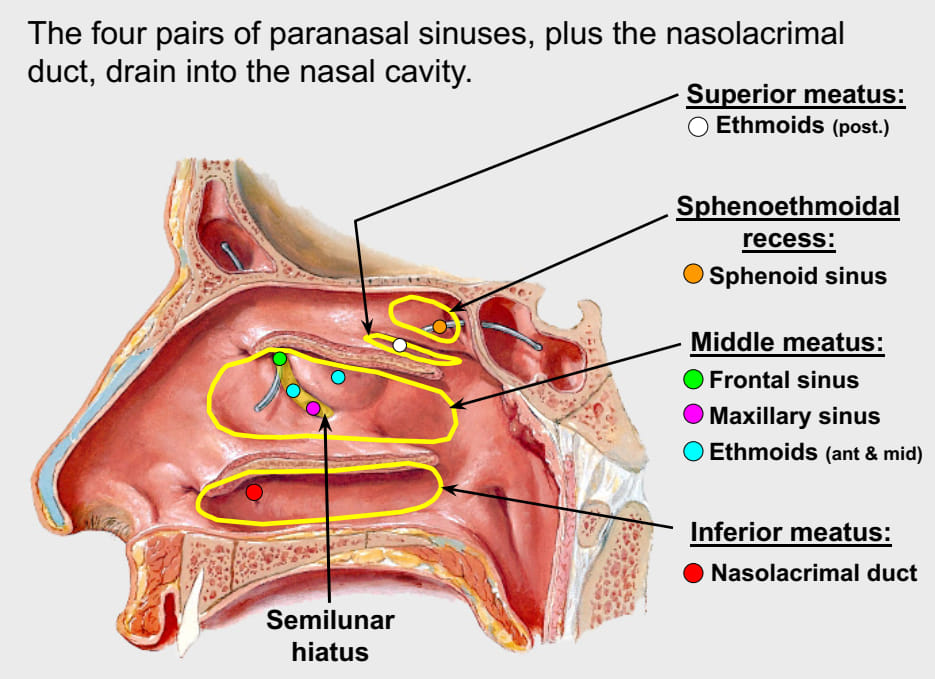 The four pairs of paranasal sinuses, plus the nasolacrimal
duct, drain into the nasal cavity.
Superior meatus:
Ethmoids (post.)
Sphenoethmoidal
recess:
Sphenoid sinus
Middle meatus:
Frontal sinus
Maxillary sinus
Ethmoids (ant & mid)
Inferior meatus:
Nasolacrimal duct
Semilunar
hiatus